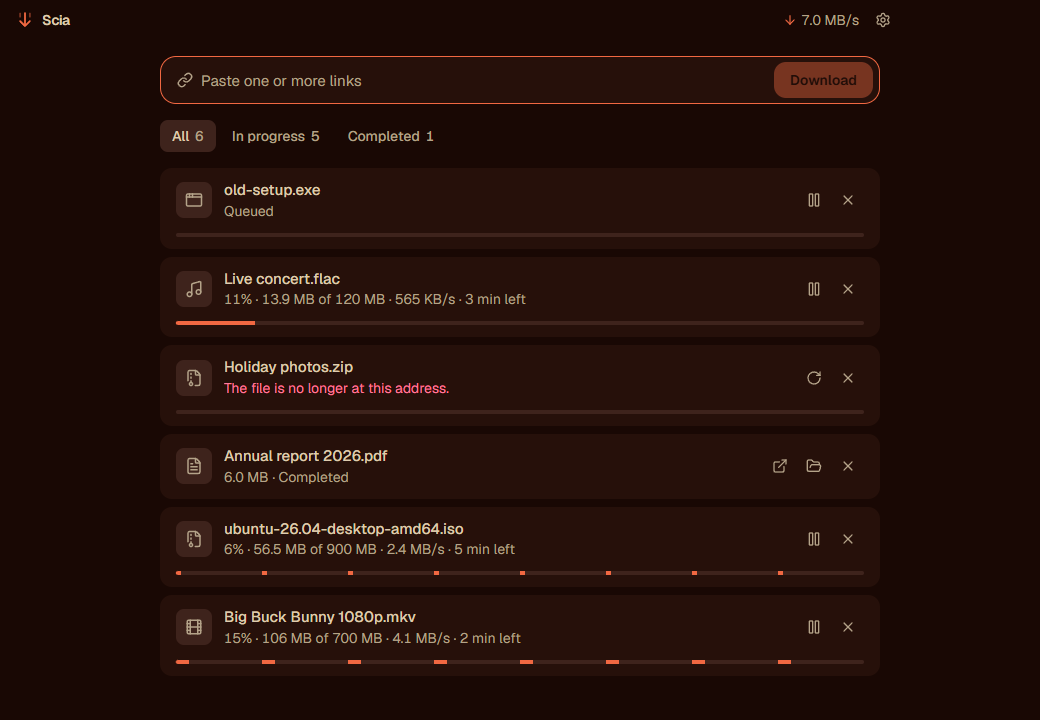 Scia
7.0 MB/s
Paste one or more links
Download
All 6
In progress 5
Completed 1
old-setup.exe
Queued
Live concert.flac
11% · 13.9 MB of 120 MB · 565 KB/s · 3 min left
Holiday photos.zip
The file is no longer at this address.
Annual report 2026.pdf
6.0 MB · Completed
ubuntu-26.04-desktop-amd64.iso
6% · 56.5 MB of 900 MB · 2.4 MB/s · 5 min left
Big Buck Bunny 1080p.mkv
15% · 106 MB of 700 MB · 4.1 MB/s · 2 min left